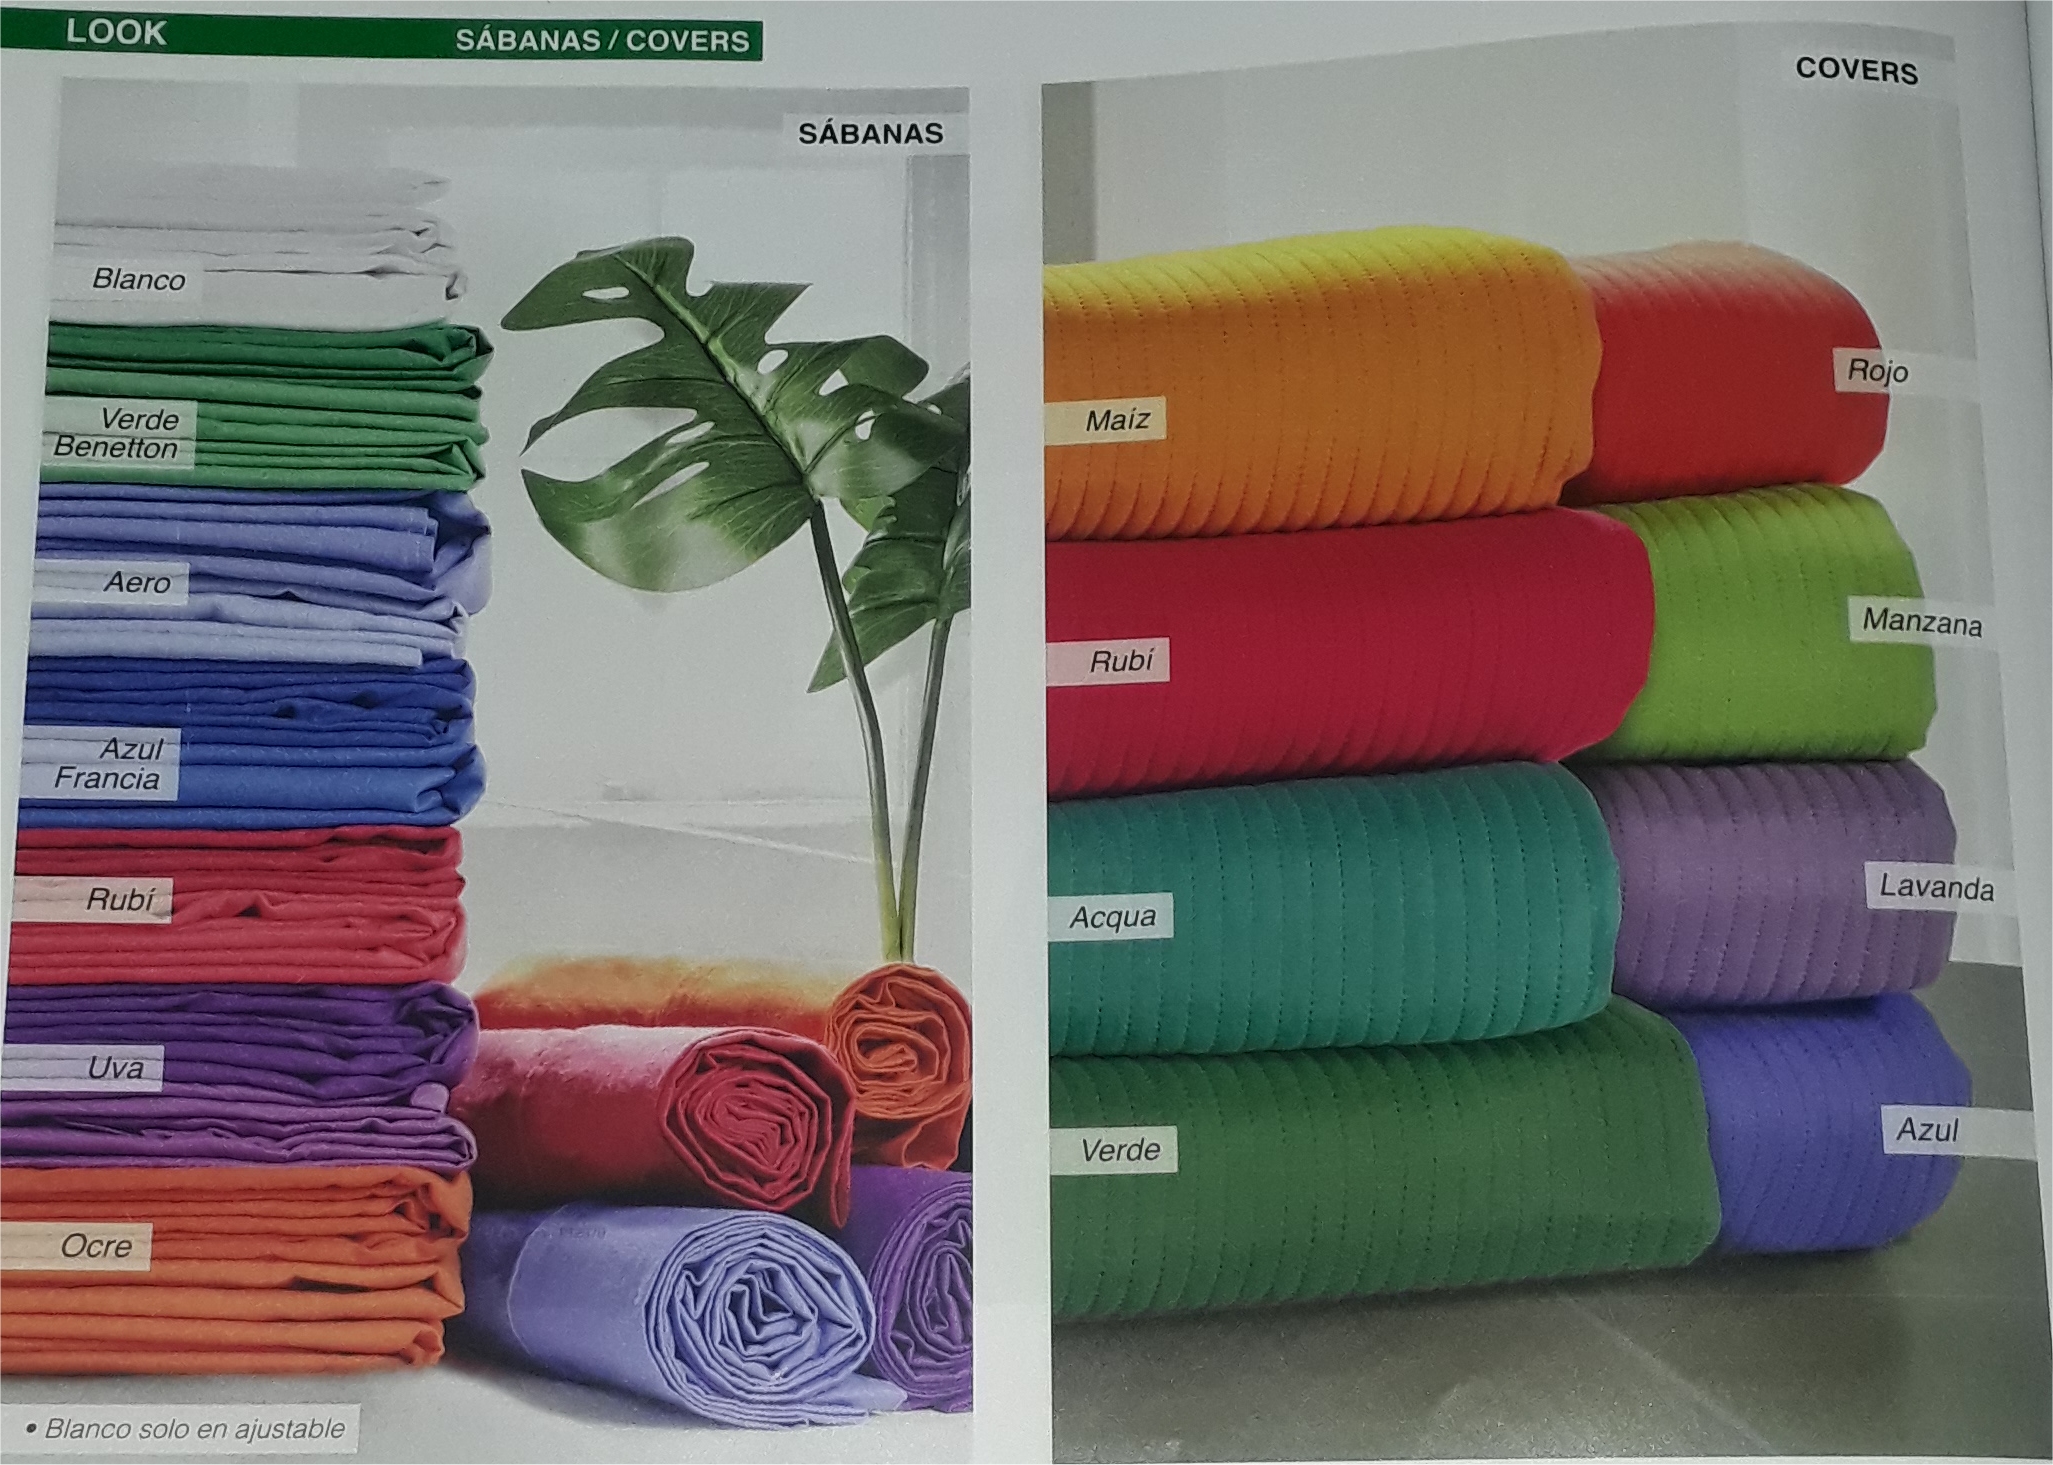 LOOK
SÁBANAS / COVERS
SÁBANAS
Blanco
Verde
Benetton
Aero
Azul
Francia
Rubí
Uva
Ocre
• Blanco solo en ajustable
COVERS
Maíz
Rojo
Rubí
Manzana
Acqua
Lavanda
Verde
Azul